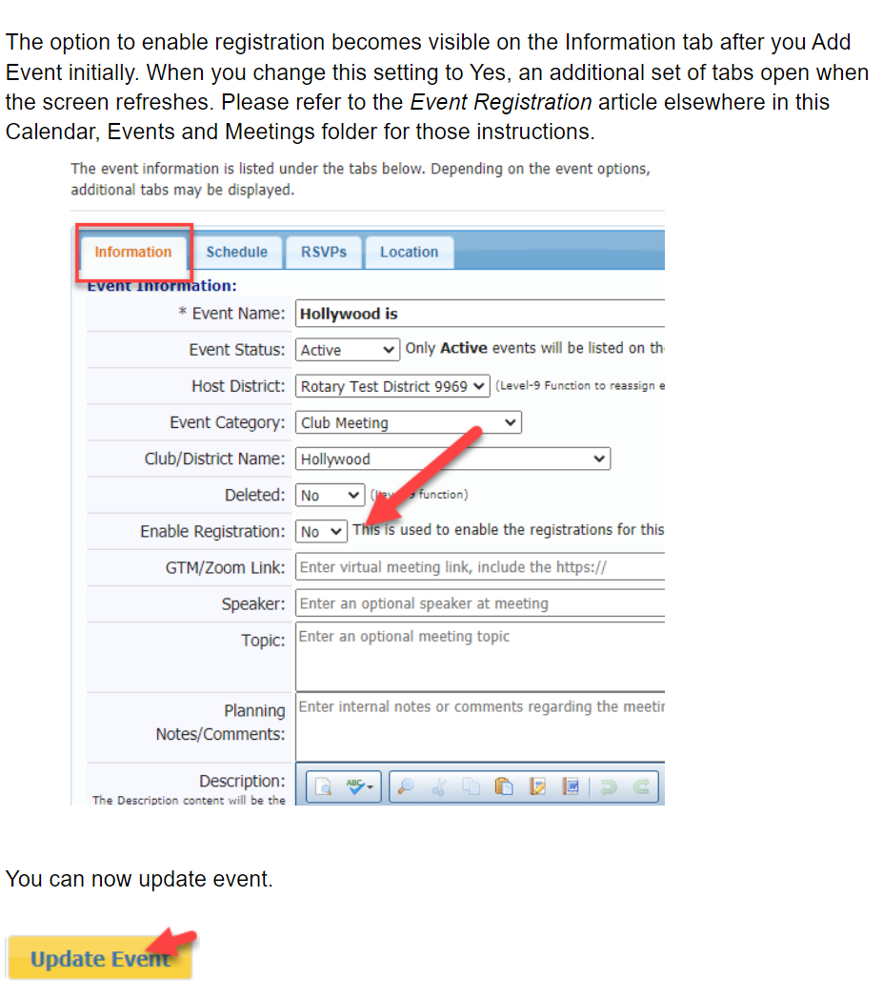 The option to enable registration becomes visible on the Information tab after you Add
Event initially. When you change this setting to Yes, an additional set of tabs open when
the screen refreshes. Please refer to the Event Registration article elsewhere in this
Calendar, Events and Meetings folder for those instructions.
The event information is listed under the tabs below. Depending on the event options,
additional tabs may be displayed.
Information Schedule RSVPs Location
Event Information:
* Event Name: Hollywood is
Event Status: Active Only Active events will be listed on th
Host District: Rotary Test District 9969 (Level-9 Function to reassign e
Event Category: Club Meeting
Club/District Name: Hollywood
Deleted: No function)
Enable Registration: No This is used to enable the registrations for this
GTM/Zoom Link: Enter virtual meeting link, include the https://
Speaker: Enter an optional speaker at meeting
Topic: Enter an optional meeting topic
Planning Enter internal notes or comments regarding the meetin
Notes/Comments:
Description: ABC
The Description content will be the
You can now update event.
Update Event